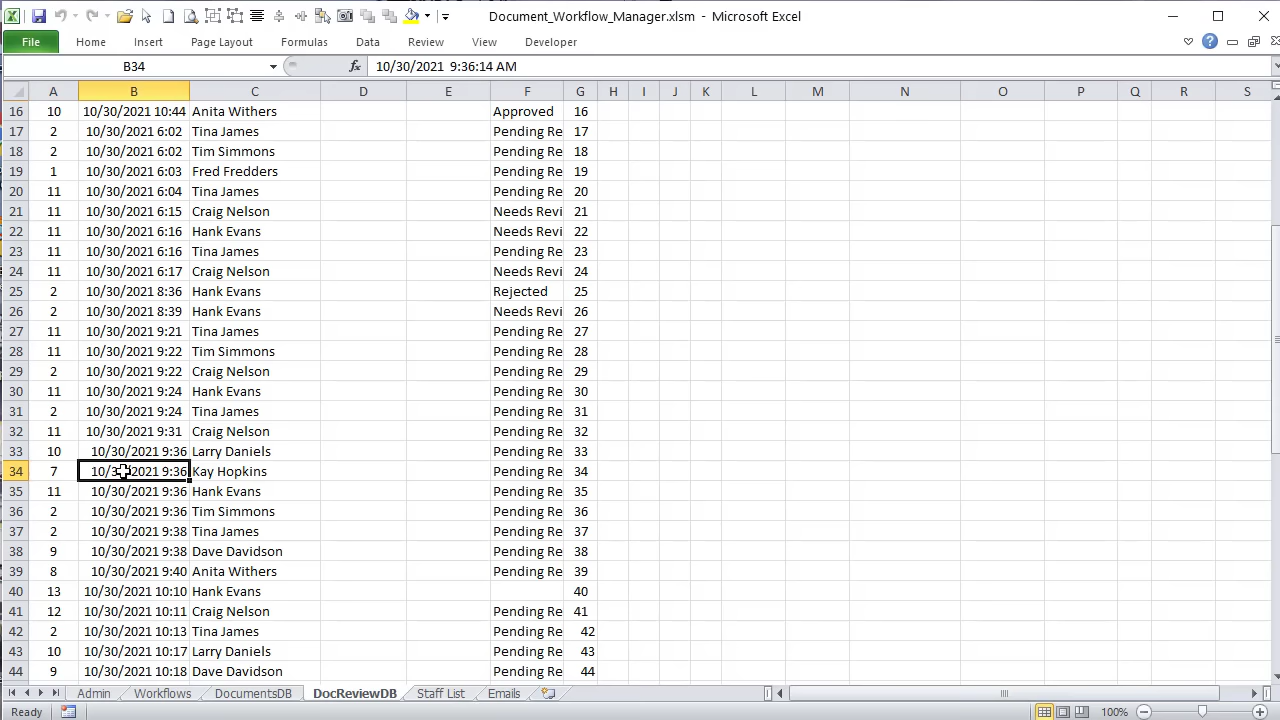 Document_Workflow_Manager.xlsm - Microsoft Excel
File Home Insert Page Layout Formulas Data Review View Developer
B34 fx 10/30/2021 9:36:14 AM
A B C D E F G H I J K L M N O P Q R S
16 10 10/30/2021 10:44 Anita Withers Approved 16
17 2 10/30/2021 6:02 Tina James Pending Re 17
18 2 10/30/2021 6:02 Tim Simmons Pending Re 18
19 1 10/30/2021 6:03 Fred Fredders Pending Re 19
20 11 10/30/2021 6:04 Tina James Pending Re 20
21 11 10/30/2021 6:15 Craig Nelson Needs Revi 21
22 11 10/30/2021 6:16 Hank Evans Needs Revi 22
23 11 10/30/2021 6:16 Tina James Pending Re 23
24 11 10/30/2021 6:17 Craig Nelson Needs Revi 24
25 2 10/30/2021 8:36 Hank Evans Rejected 25
26 2 10/30/2021 8:39 Hank Evans Needs Revi 26
27 11 10/30/2021 9:21 Tina James Pending Re 27
28 11 10/30/2021 9:22 Tim Simmons Pending Re 28
29 2 10/30/2021 9:22 Craig Nelson Pending Re 29
30 11 10/30/2021 9:24 Hank Evans Pending Re 30
31 2 10/30/2021 9:24 Tina James Pending Re 31
32 11 10/30/2021 9:31 Craig Nelson Pending Re 32
33 10 10/30/2021 9:36 Larry Daniels Pending Re 33
34 7 10/30/2021 9:36 Kay Hopkins Pending Re 34
35 11 10/30/2021 9:36 Hank Evans Pending Re 35
36 2 10/30/2021 9:36 Tim Simmons Pending Re 36
37 2 10/30/2021 9:38 Tina James Pending Re 37
38 9 10/30/2021 9:38 Dave Davidson Pending Re 38
39 8 10/30/2021 9:40 Anita Withers Pending Re 39
40 13 10/30/2021 10:10 Hank Evans 40
41 12 10/30/2021 10:11 Craig Nelson Pending Re 41
42 2 10/30/2021 10:13 Tina James Pending Re 42
43 10 10/30/2021 10:17 Larry Daniels Pending Re 43
44 9 10/30/2021 10:18 Dave Davidson Pending Re 44
Admin Workflows DocumentsDB DocReviewDB Staff List Emails
Ready 100%